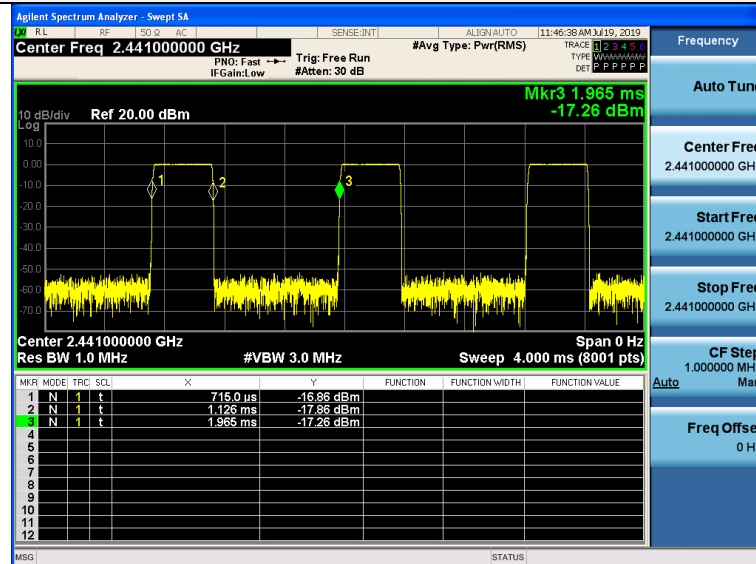 Agilent Spectrum Analyzer - Swept SA
LXI RL RF 50 Ω AC SENSE:INT ALIGN AUTO 11:46:38 AM Jul 19, 2019
Center Freq 2.441000000 GHz #Avg Type: Pwr(RMS) TRACE 1 2 3 4 5 6
PNO: Fast Trig: Free Run TYPE WWWWWW
IFGain:Low #Atten: 30 dB DET P P P P P P
Mkr3 1.965 ms
10 dB/div Ref 20.00 dBm -17.26 dBm
Log
10.0
0.00
-10.0
-20.0
-30.0
-40.0
-50.0
-60.0
-70.0
1 2 3
Center 2.441000000 GHz Span 0 Hz
Res BW 1.0 MHz #VBW 3.0 MHz Sweep 4.000 ms (8001 pts)
MKR MODE TRC SCL X Y FUNCTION FUNCTION WIDTH FUNCTION VALUE
1 N 1 t 715.0 µs -16.86 dBm
2 N 1 t 1.126 ms -17.86 dBm
3 N 1 t 1.965 ms -17.26 dBm
4
5
6
7
8
9
10
11
12
MSG STATUS
Frequency
Auto Tun
Center Fre
2.441000000 GH
Start Fre
2.441000000 GH
Stop Fre
2.441000000 GH
CF Step
1.000000 MH
Auto Ma
Freq Offse
0 H